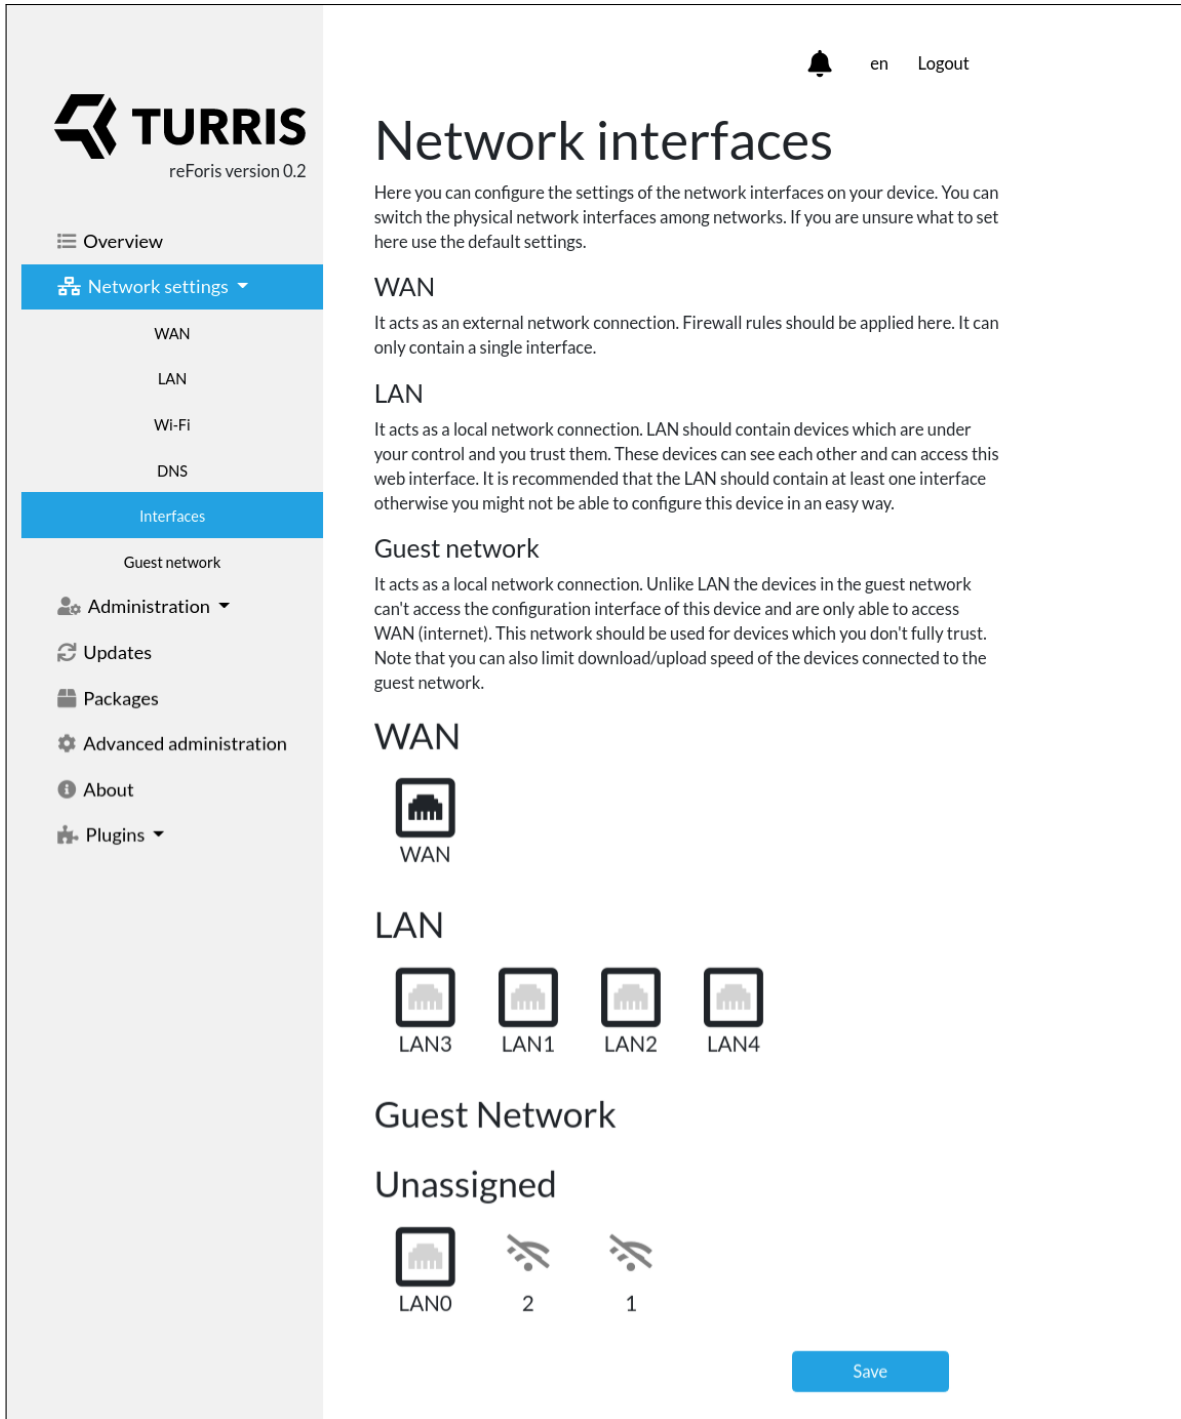 TURRIS
reForis version 0.2
Overview
Network settings
WAN
LAN
Wi-Fi
DNS
Interfaces
Guest network
Administration
Updates
Packages
Advanced administration
About
Plugins
en Logout
Network interfaces
Here you can configure the settings of the network interfaces on your device. You can
switch the physical network interfaces among networks. If you are unsure what to set
here use the default settings.
WAN
It acts as an external network connection. Firewall rules should be applied here. It can
only contain a single interface.
LAN
It acts as a local network connection. LAN should contain devices which are under
your control and you trust them. These devices can see each other and can access this
web interface. It is recommended that the LAN should contain at least one interface
otherwise you might not be able to configure this device in an easy way.
Guest network
It acts as a local network connection. Unlike LAN the devices in the guest network
can't access the configuration interface of this device and are only able to access
WAN (internet). This network should be used for devices which you don't fully trust.
Note that you can also limit download/upload speed of the devices connected to the
guest network.
WAN
WAN
LAN
LAN3 LAN1 LAN2 LAN4
Guest Network
Unassigned
LAN0 2 1
Save